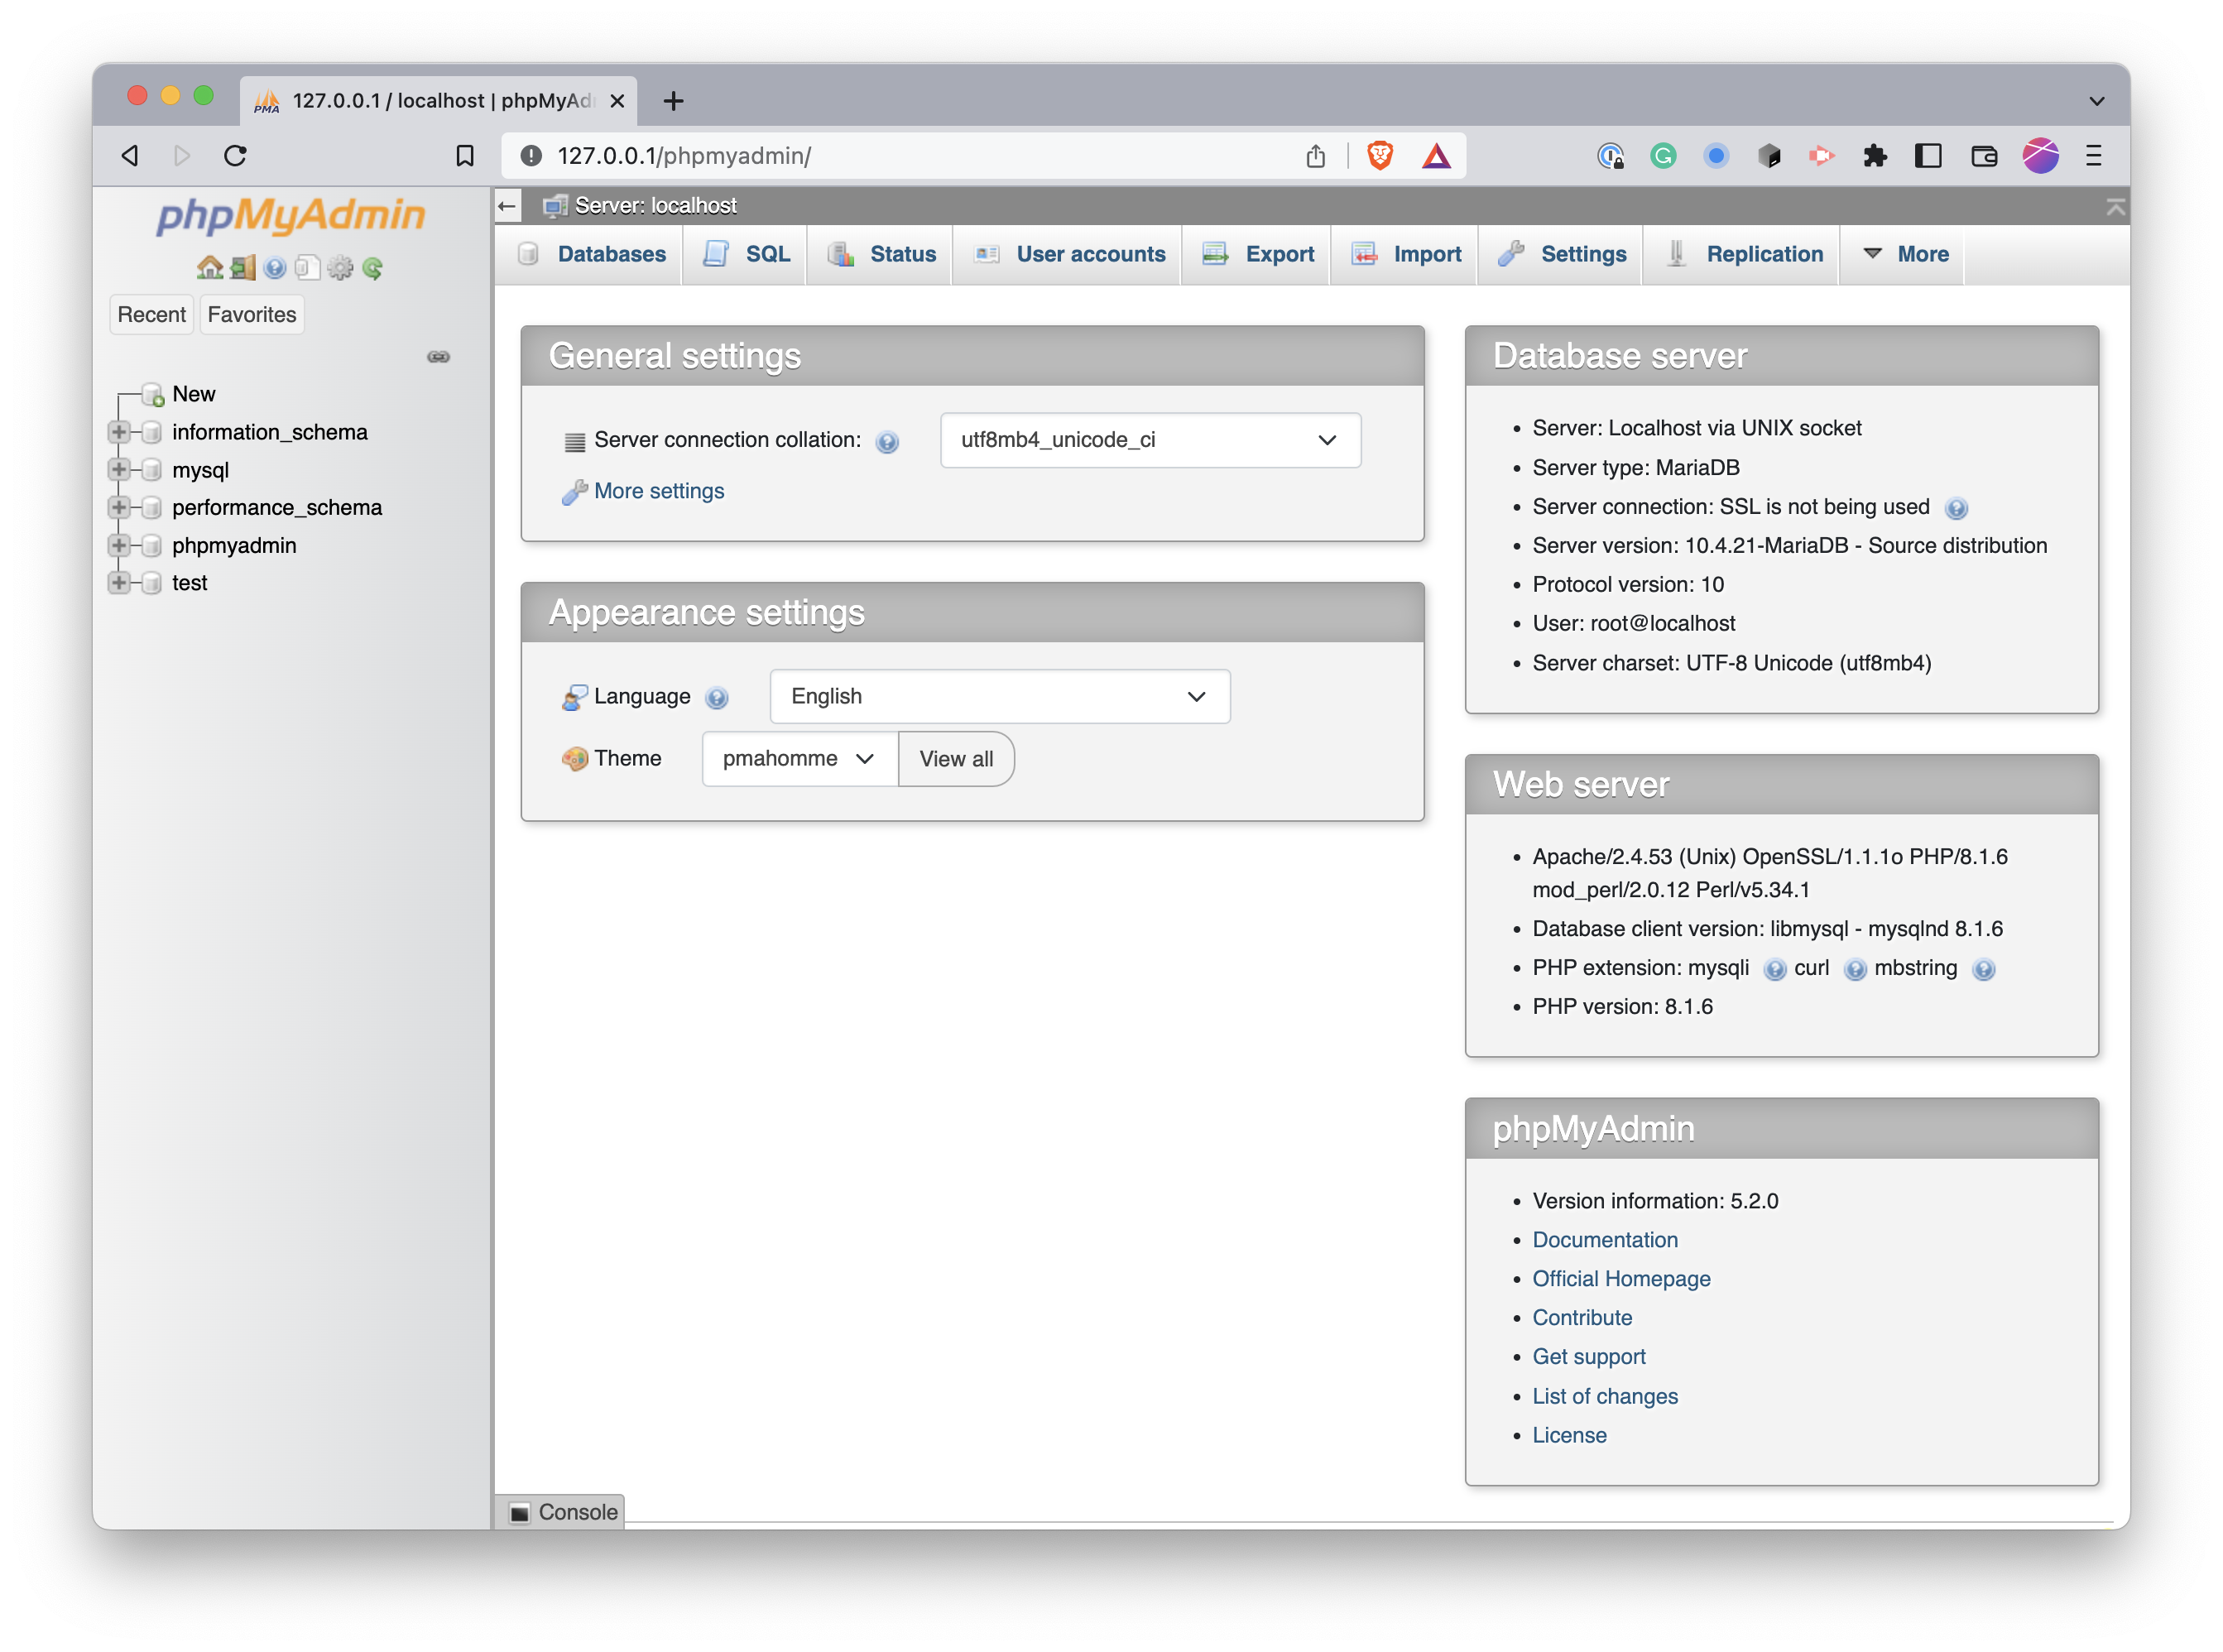 127.0.0.1 / localhost | phpMyAd
PMA
127.0.0.1/phpmyadmin/
phpMyAdmin
Recent Favorites
New
information_schema
mysql
performance_schema
phpmyadmin
test
Server: localhost
Databases SQL Status User accounts Export Import Settings Replication More
General settings
Server connection collation: utf8mb4_unicode_ci
More settings
Appearance settings
Language English
Theme pmahomme View all
Database server
Server: Localhost via UNIX socket
Server type: MariaDB
Server connection: SSL is not being used
Server version: 10.4.21-MariaDB - Source distribution
Protocol version: 10
User: root@localhost
Server charset: UTF-8 Unicode (utf8mb4)
Web server
Apache/2.4.53 (Unix) OpenSSL/1.1.1o PHP/8.1.6
mod_perl/2.0.12 Perl/v5.34.1
Database client version: libmysql - mysqlnd 8.1.6
PHP extension: mysqli curl mbstring
PHP version: 8.1.6
phpMyAdmin
Version information: 5.2.0
Documentation
Official Homepage
Contribute
Get support
List of changes
License
Console